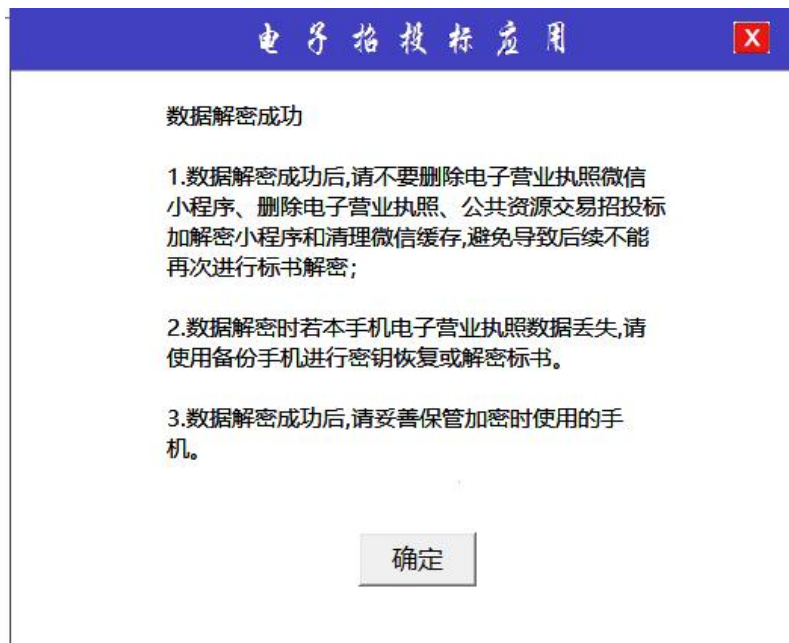 电子招投标应用
X
数据解密成功
1.数据解密成功后,请不要删除电子营业执照微信
小程序、删除电子营业执照、公共资源交易招投标
加解密小程序和清理微信缓存,避免导致后续不能
再次进行标书解密；
2.数据解密时若本手机电子营业执照数据丢失,请
使用备份手机进行密钥恢复或解密标书。
3.数据解密成功后,请妥善保管加密时使用的手
机。
确定